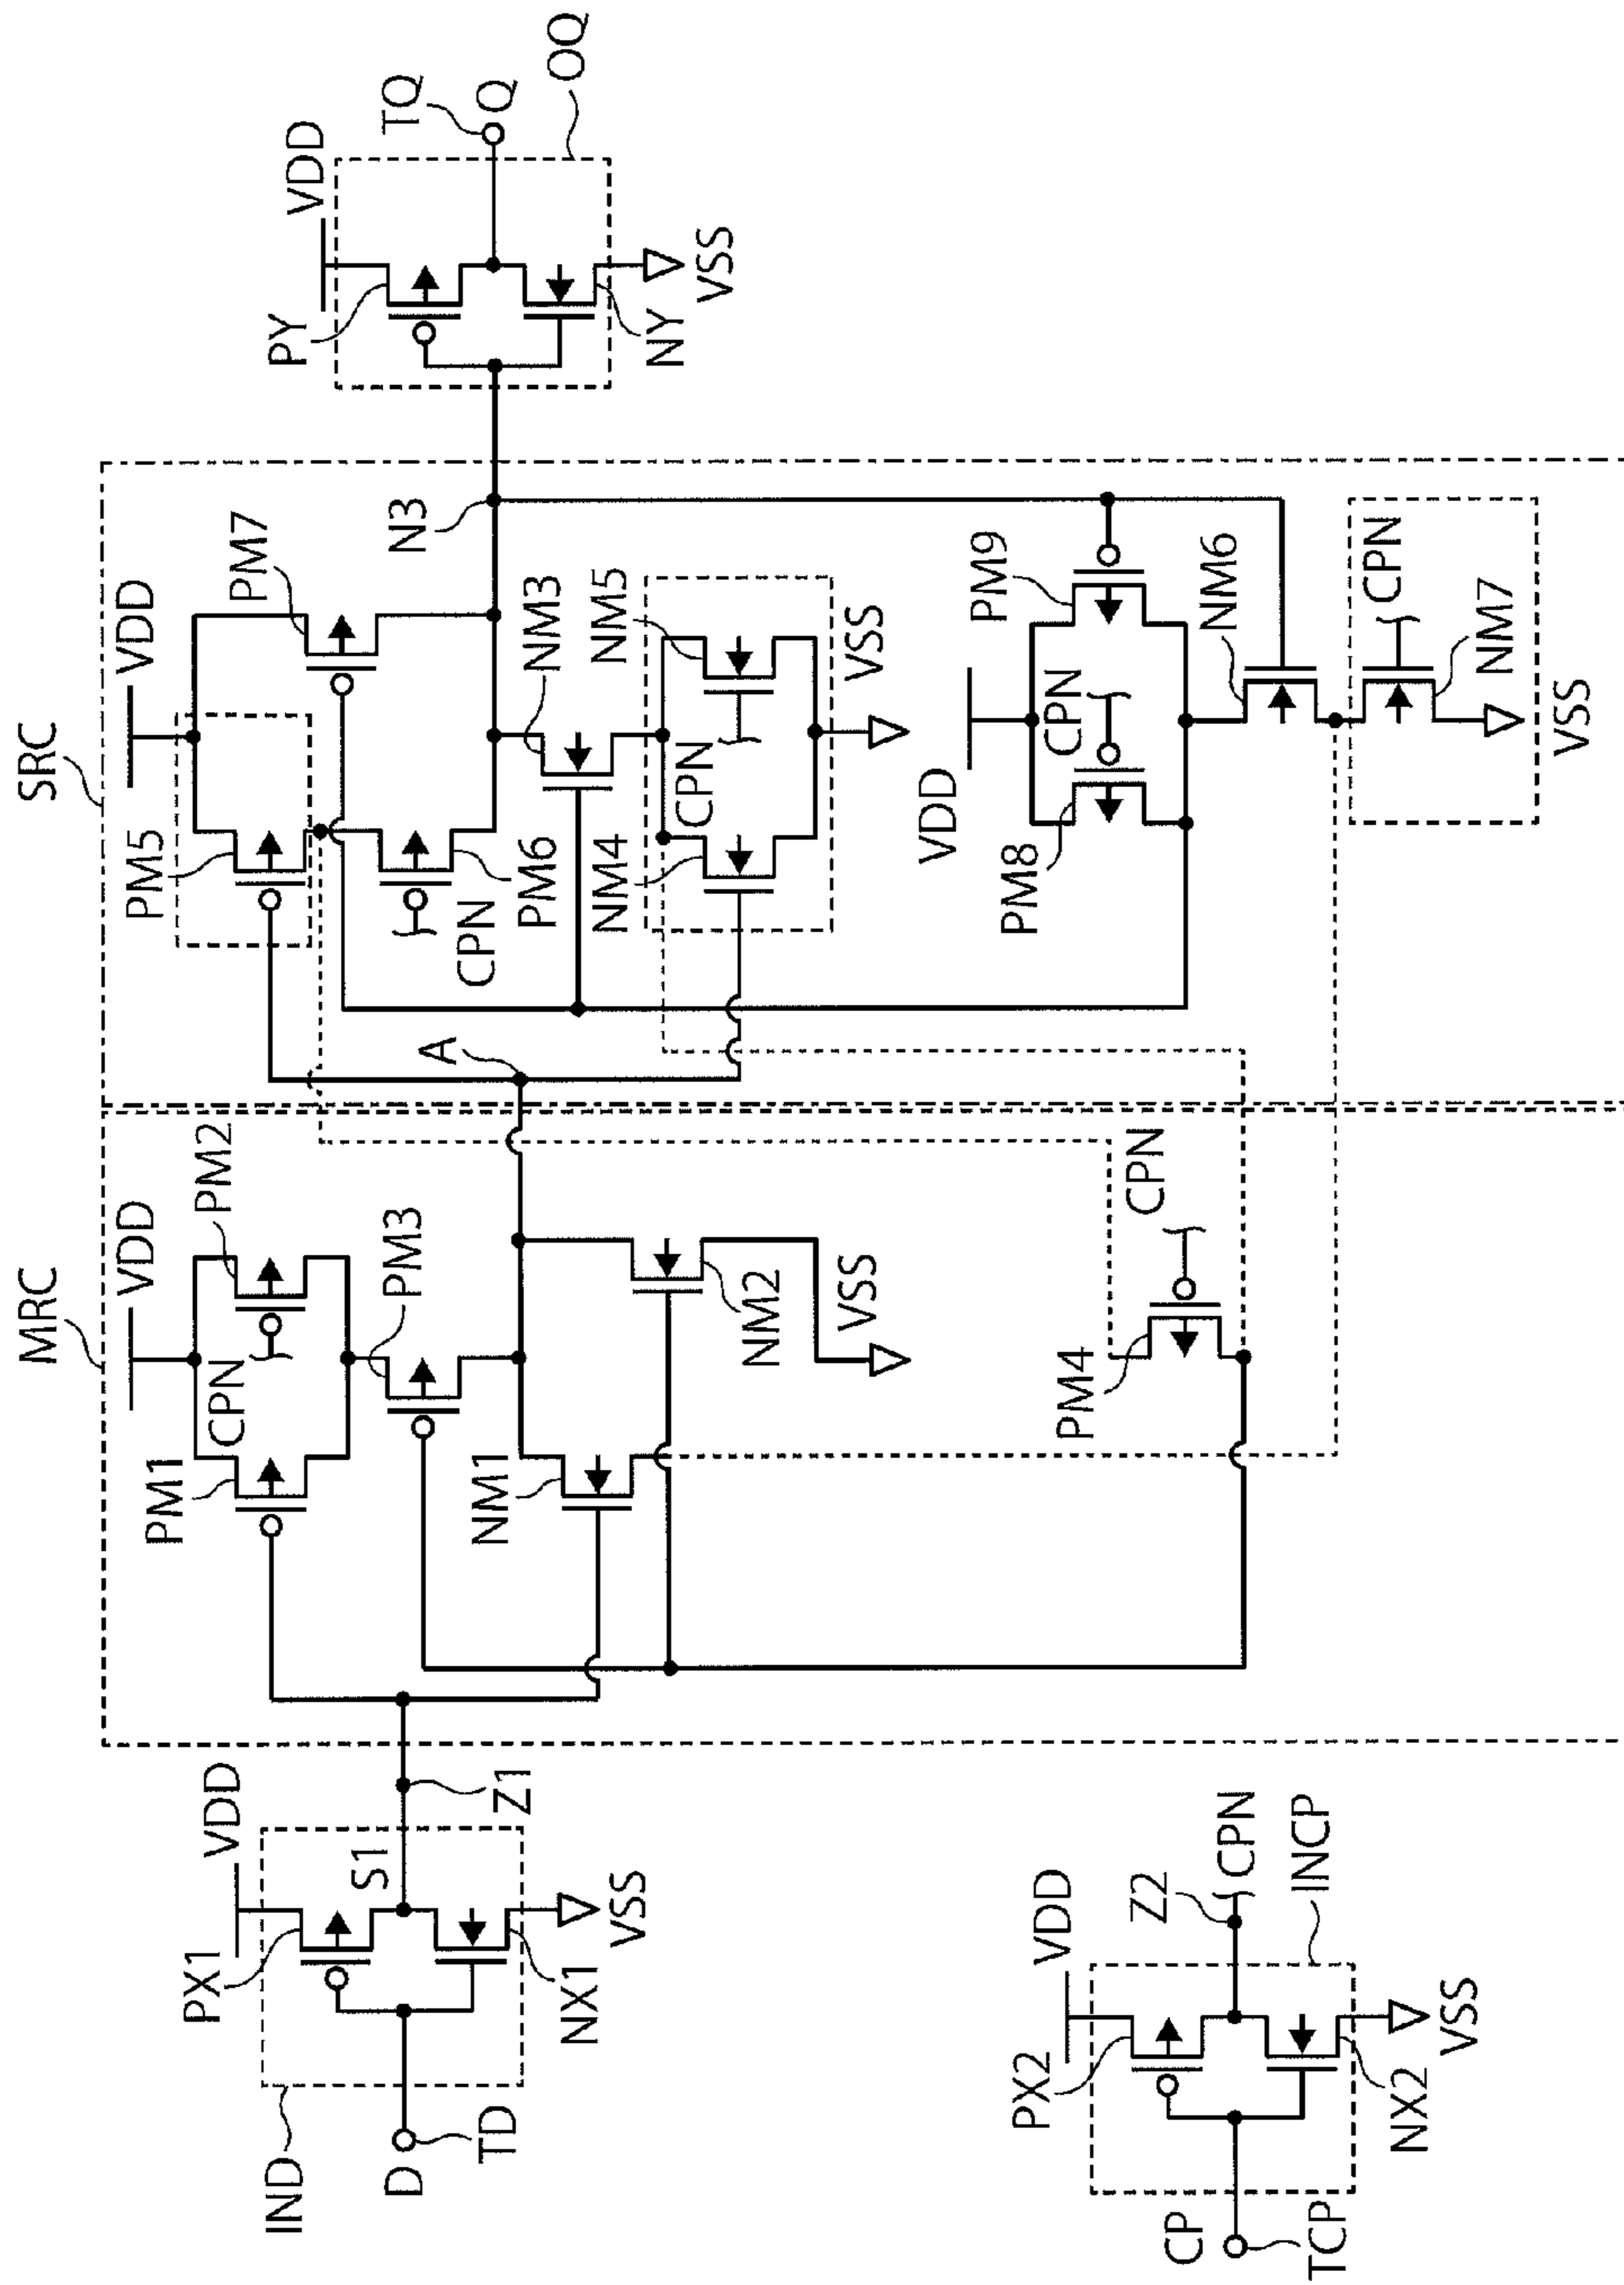 MRC
SRC
VDD
VDD
VDD
PM1
CPN
PM2
PM5
PM7
VDD
PX1
S1
PM3
CPN
PM6
N3
PY
TQ
Q
OQ
IND
D
TD
Z1
NX1
VSS
NM1
A
NM3
NM4
CPN
NM5
NY
VSS
NM2
VSS
VSS
VDD
PM8
CPN
PM9
VDD
PX2
Z2
CPN
INCP
PM4
CPN
NM6
CPN
NM7
VSS
CP
TCP
NX2
VSS